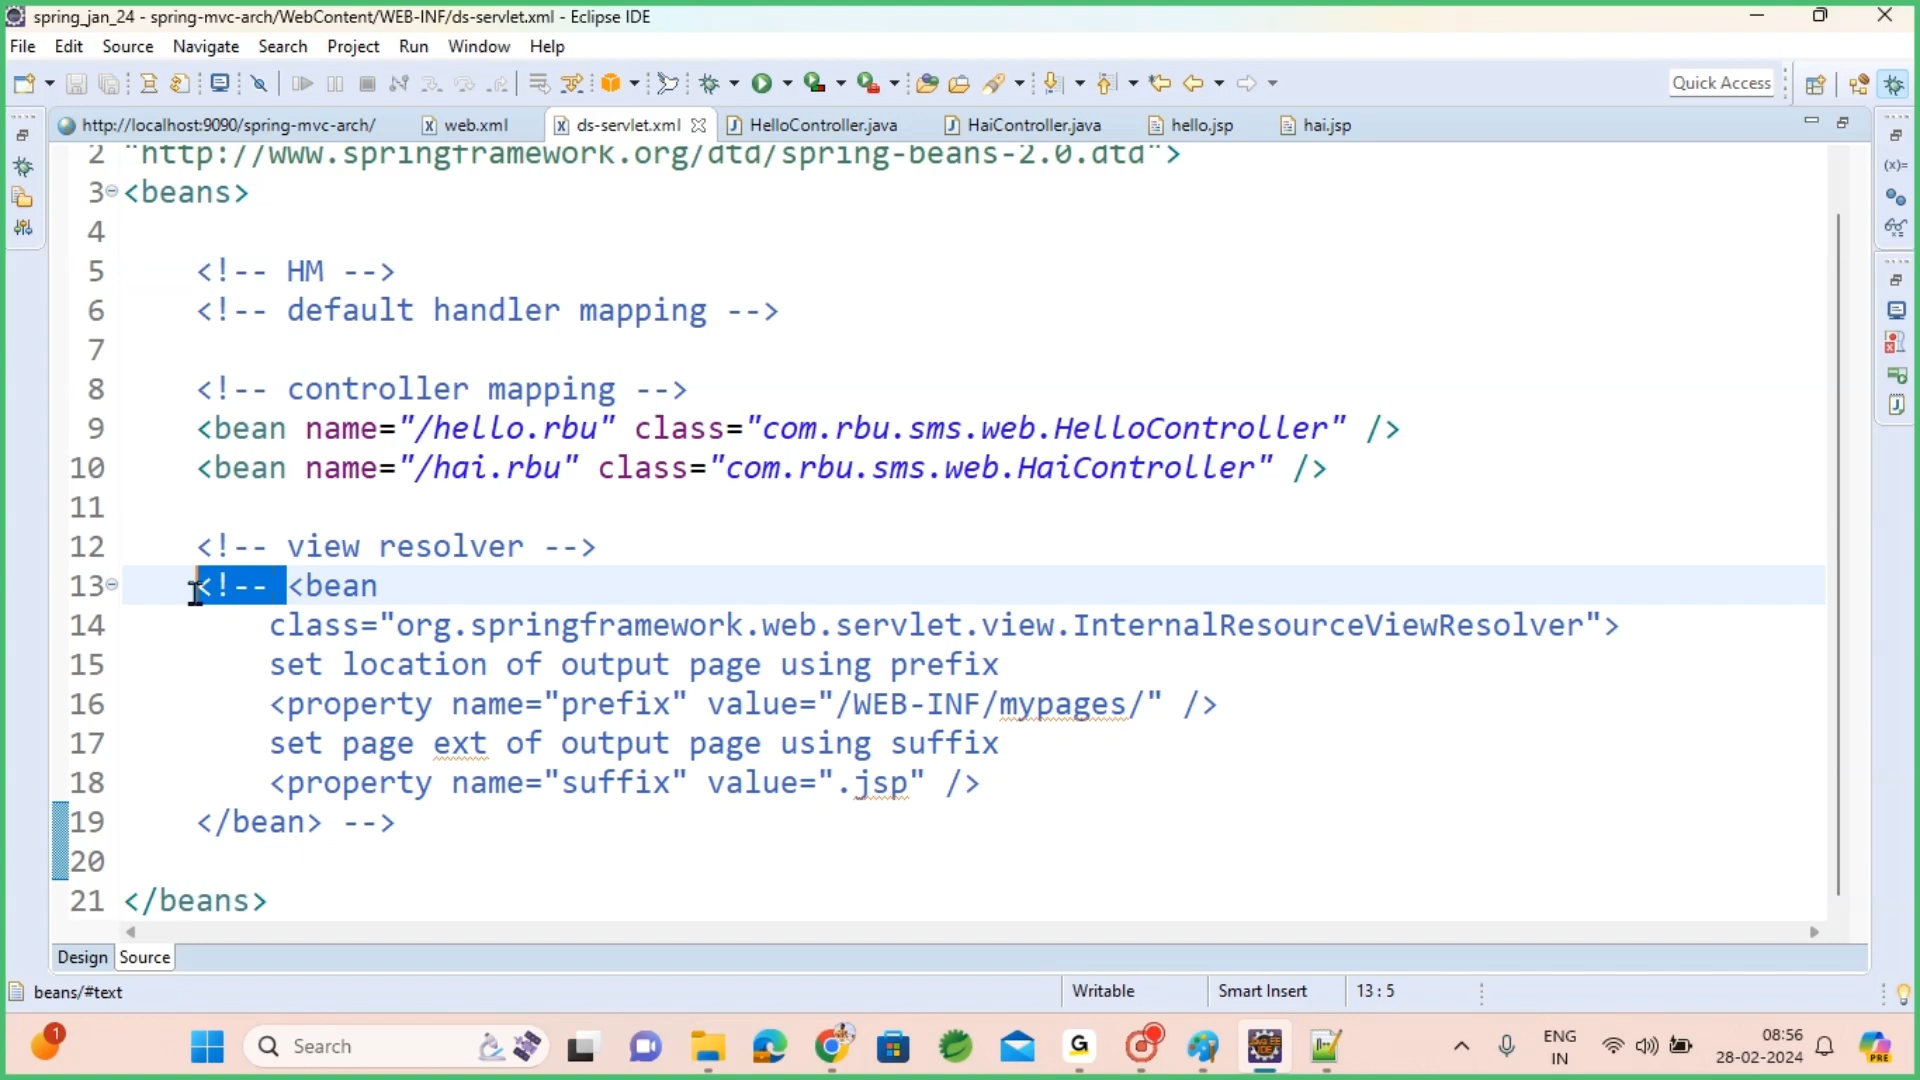 spring_jan_24 - spring-mvc-arch/WebContent/WEB-INF/ds-servlet.xml - Eclipse IDE
File Edit Source Navigate Search Project Run Window Help
Quick Access
http://localhost:9090/spring-mvc-arch/ web.xml ds-servlet.xml HelloController.java HaiController.java hello.jsp hai.jsp
2 "http://www.springframework.org/dtd/spring-beans-2.0.dtd">
3 <beans>
4
5 <!-- HM -->
6 <!-- default handler mapping -->
7
8 <!-- controller mapping -->
9 <bean name="/hello.rbu" class="com.rbu.sms.web.HelloController" />
10 <bean name="/hai.rbu" class="com.rbu.sms.web.HaiController" />
11
12 <!-- view resolver -->
13 <!-- <bean
14 class="org.springframework.web.servlet.view.InternalResourceViewResolver">
15 set location of output page using prefix
16 <property name="prefix" value="/WEB-INF/mypages/" />
17 set page ext of output page using suffix
18 <property name="suffix" value=".jsp" />
19 </bean> -->
20
21 </beans>
Design Source
beans/#text Writable Smart Insert 13 : 5
1 Search ENG IN 08:56 28-02-2024 PRE